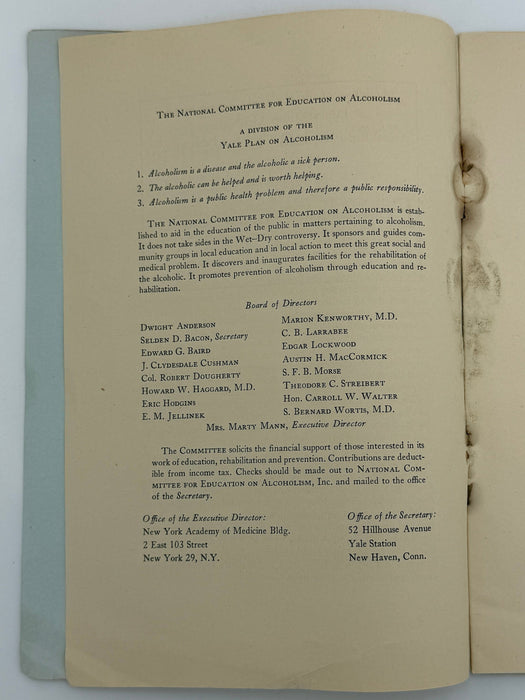 The National Committee for Education on Alcoholism
A DIVISION OF THE
Yale Plan on Alcoholism
1. Alcoholism is a disease and the alcoholic a sick person.
2. The alcoholic can be helped and is worth helping.
3. Alcoholism is a public health problem and therefore a public responsibility.
The National Committee for Education on Alcoholism is estab-
lished to aid in the education of the public in matters pertaining to alcoholism.
It does not take sides in the Wet–Dry controversy. It sponsors and guides com-
munity groups in local education and in local action to meet this great social and
medical problem. It discovers and inaugurates facilities for the rehabilitation of
the alcoholic. It promotes prevention of alcoholism through education and re-
habilitation.
Board of Directors
Dwight Anderson
Selden D. Bacon, Secretary
Edward G. Baird
J. Clydesdale Cushman
Col. Robert Dougherty
Howard W. Haggard, M.D.
Eric Hodgins
E. M. Jellinek
Marion Kenworthy, M.D.
C. B. Larrabee
Edgar Lockwood
Austin H. MacCormick
S. F. B. Morse
Theodore C. Streibert
Hon. Carroll W. Walter
S. Bernard Wortis, M.D.
Mrs. Marty Mann, Executive Director
The Committee solicits the financial support of those interested in its
work of education, rehabilitation and prevention. Contributions are deduct-
ible from income tax. Checks should be made out to National Com-
mittee for Education on Alcoholism, Inc. and mailed to the office
of the Secretary.
Office of the Executive Director:
New York Academy of Medicine Bldg.
2 East 103 Street
New York 29, N.Y.
Office of the Secretary:
52 Hillhouse Avenue
Yale Station
New Haven, Conn.